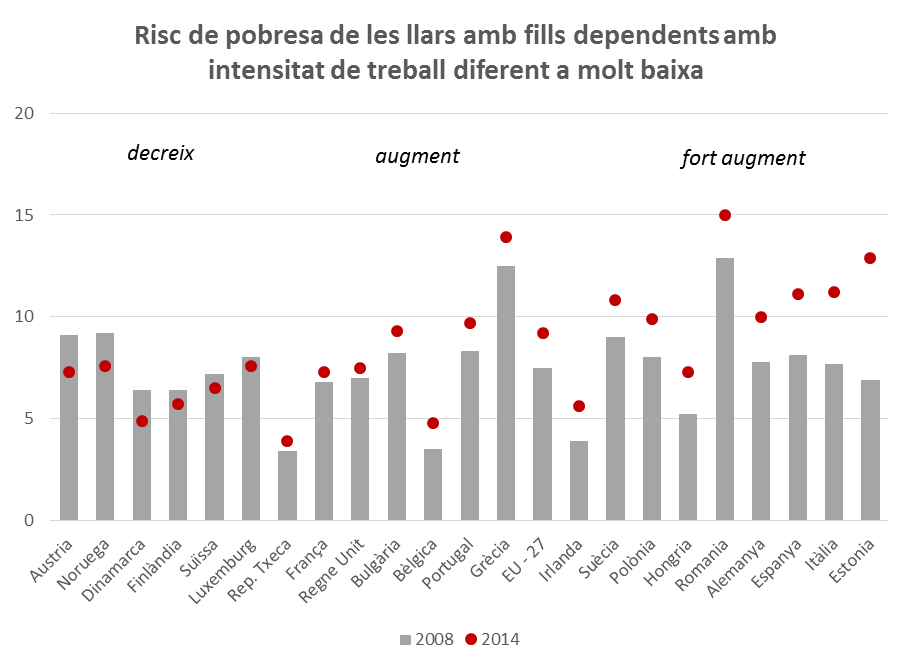 Risc de pobresa de les llars amb fills dependents amb
intensitat de treball diferent a molt baixa
20
decreix
augment
fort augment
15
10
5
0
Austria
Noruega
Dinamarca
Finlàndia
Suïssa
Luxemburg
Rep. Txeca
França
Regne Unit
Bulgària
Bèlgica
Portugal
Grècia
EU - 27
Irlanda
Suècia
Polònia
Hongria
Romania
Alemanya
Espanya
Itàlia
Estonia
2008
2014